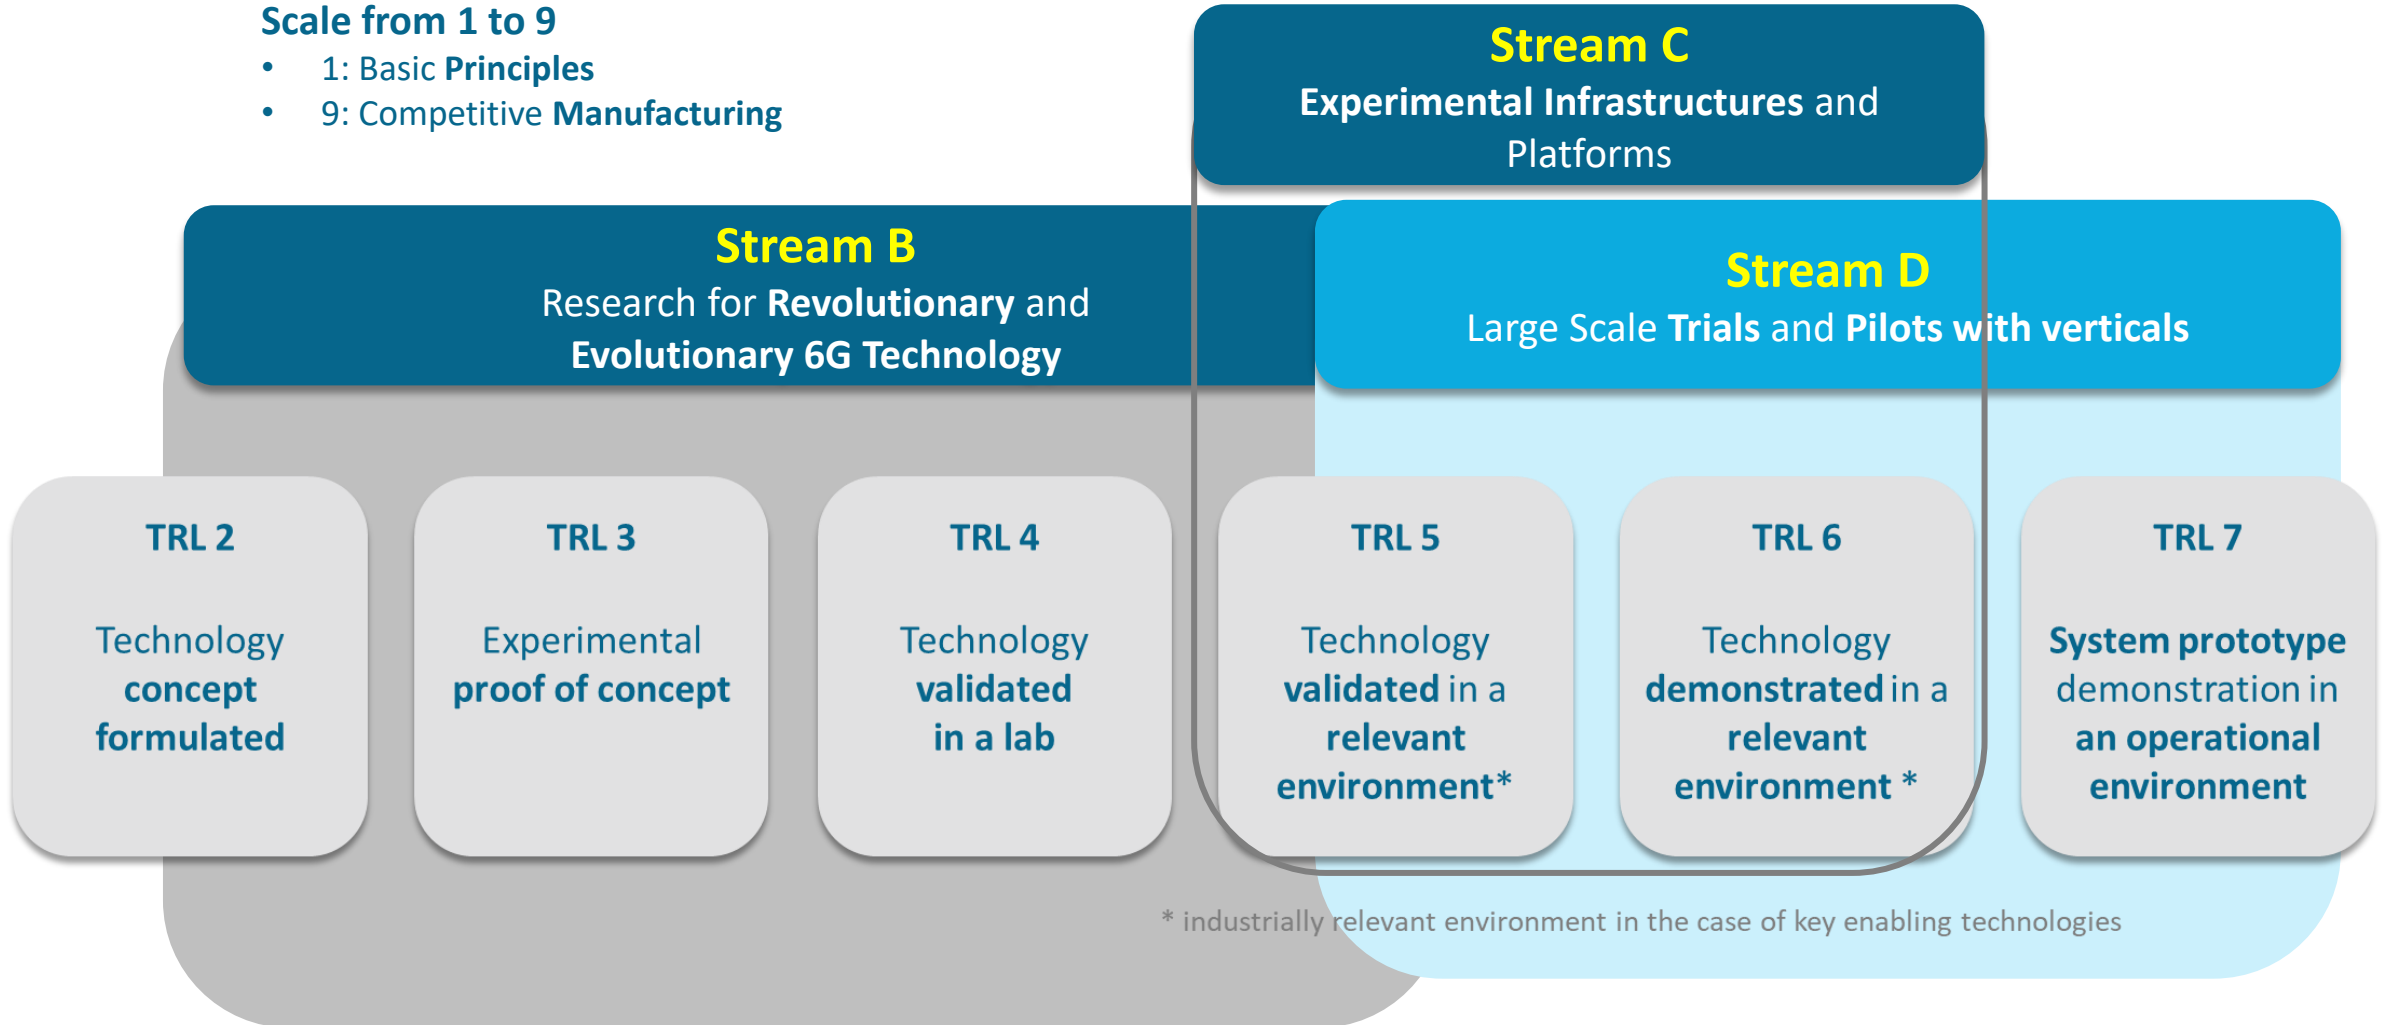 Scale from 1 to 9
• 1: Basic Principles
• 9: Competitive Manufacturing
Stream C
Experimental Infrastructures and
Platforms
Stream B
Research for Revolutionary and
Evolutionary 6G Technology
Stream D
Large Scale Trials and Pilots with verticals
TRL 2
Technology
concept
formulated
TRL 3
Experimental
proof of concept
TRL 4
Technology
validated
in a lab
TRL 5
Technology
validated in a
relevant
environment*
TRL 6
Technology
demonstrated in a
relevant
environment *
TRL 7
System prototype
demonstration in
an operational
environment
* industrially relevant environment in the case of key enabling technologies